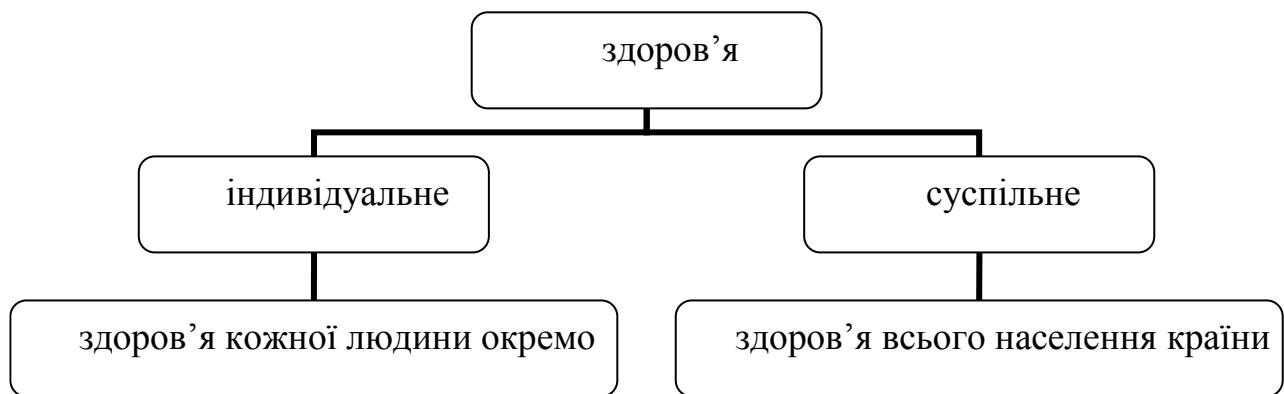 здоров’я
індивідуальне
суспільне
здоров’я кожної людини окремо
здоров’я всього населення країни